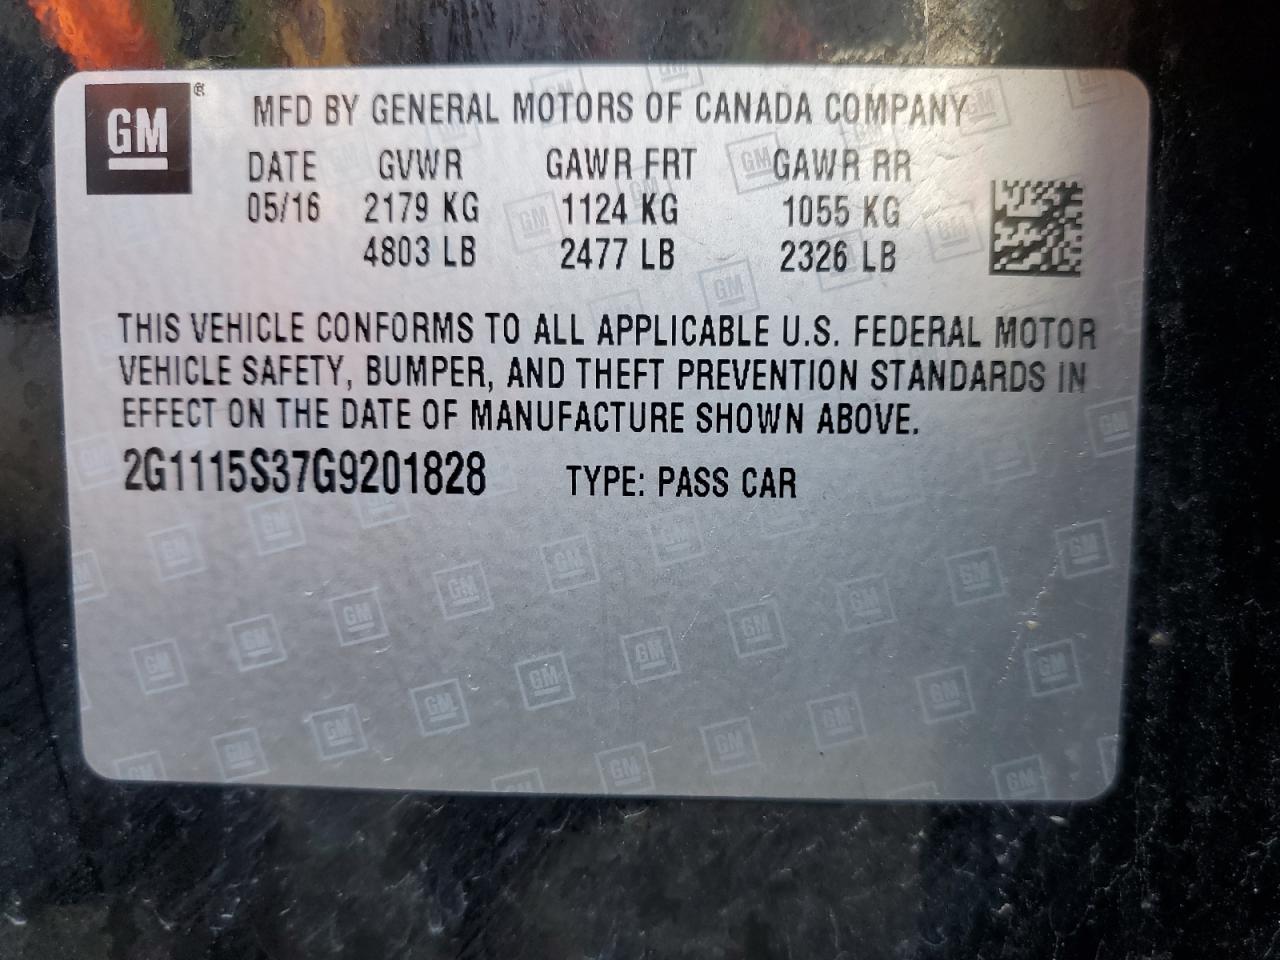 GM ®
MFD BY GENERAL MOTORS OF CANADA COMPANY
DATE GVWR GAWR FRT GAWR RR
05/16 2179 KG 1124 KG 1055 KG
4803 LB 2477 LB 2326 LB
THIS VEHICLE CONFORMS TO ALL APPLICABLE U.S. FEDERAL MOTOR
VEHICLE SAFETY, BUMPER, AND THEFT PREVENTION STANDARDS IN
EFFECT ON THE DATE OF MANUFACTURE SHOWN ABOVE.
2G1115S37G9201828 TYPE: PASS CAR